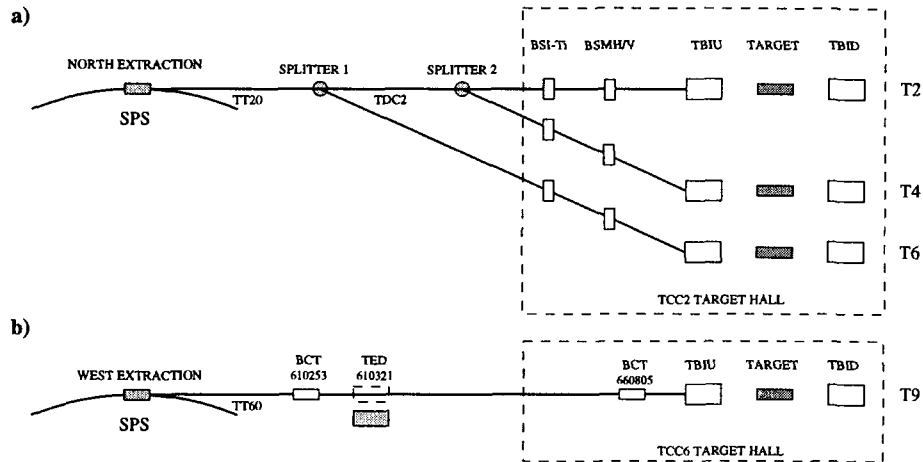 a)
BSI-Ti BSMH/V TBIU TARGET TBID
NORTH EXTRACTION
SPLITTER 1
SPLITTER 2
T2
TT20
TDC2
SPS
T4
T6
TCC2 TARGET HALL
b)
BCT
610253
TED
610321
BCT
660805
TBIU TARGET TBID
WEST EXTRACTION
T9
TT60
SPS
TCC6 TARGET HALL